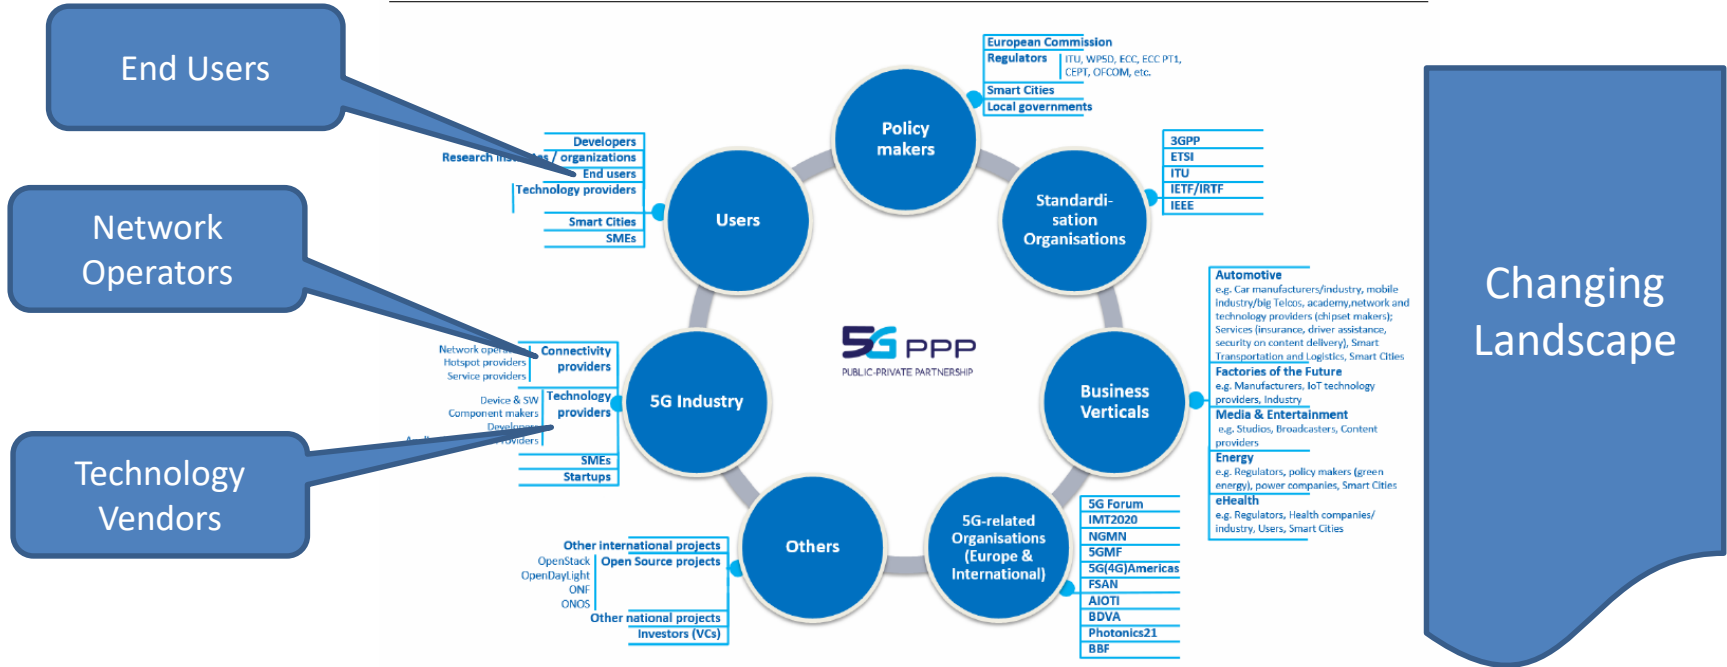 End Users
Network
Operators
Technology
Vendors
Developers
Research / organizations
End users
Technology providers
Smart Cities
SMEs
Users
Policy
makers
European Commission
Regulators
ITU, WP5D, ECC, ECC PT1,
CEPT, OFCOM, etc.
Smart Cities
Local governments
Standardi-
sation
Organisations
3GPP
ETSI
ITU
IETF/IRTF
IEEE
Business
Verticals
Automotive
e.g. Car manufacturers/industry, mobile
industry/big Telcos, academy,network and
technology providers (chipset makers);
Services (insurance, driver assistance,
security on content delivery), Smart
Transportation and Logistics, Smart Cities
Factories of the Future
e.g. Manufacturers, IoT technology
providers, Industry
Media & Entertainment
e.g. Studios, Broadcasters, Content
providers
Energy
e.g. Regulators, policy makers (green
energy), power companies, Smart Cities
eHealth
e.g. Regulators, Health companies/
industry, Users, Smart Cities
5G-related
Organisations
(Europe &
International)
5G Forum
IMT2020
NGMN
5GMF
5G(4G)Americas
FSAN
AIOTI
BDVA
Photonics21
BBF
Others
Other international projects
Open Source projects
OpenStack
OpenDayLight
ONF
ONOS
Other national projects
Investors (VCs)
5G Industry
Connectivity
providers
Network
Hotspot providers
Service providers
Technology
providers
Device & SW
Component makers
Developers
SMEs
Startups
5G PPP
PUBLIC-PRIVATE PARTNERSHIP
Changing
Landscape